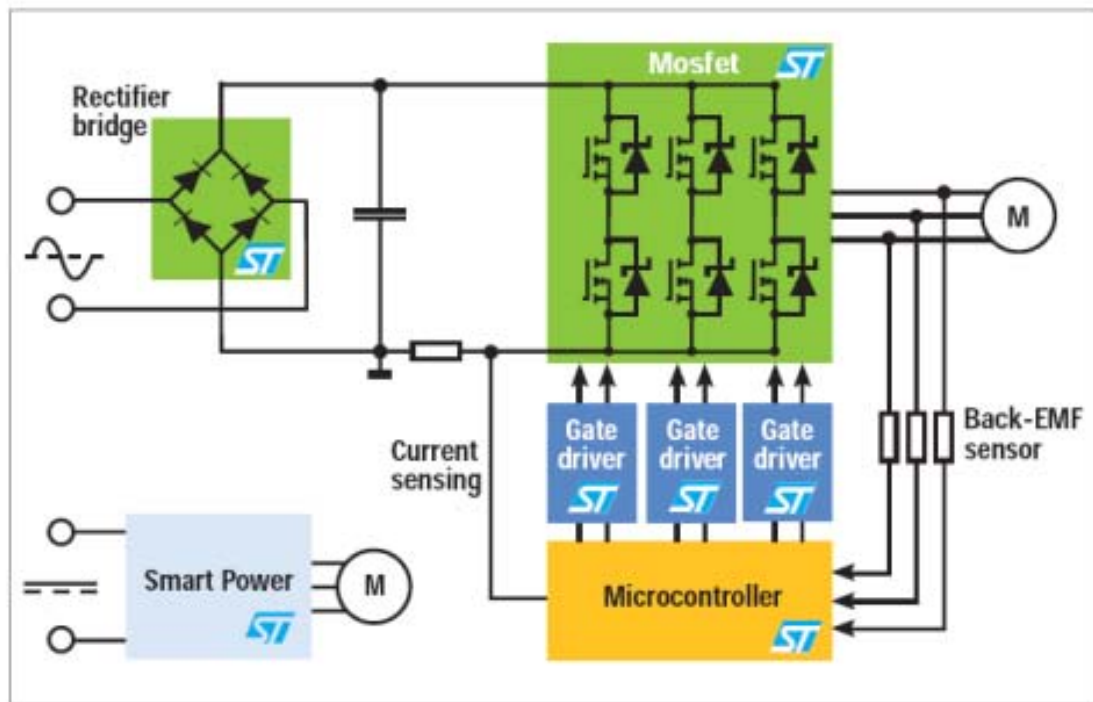 Mosfet
ST
Rectifier
bridge
ST
M
Current
sensing
Gate
driver
ST
Gate
driver
ST
Gate
driver
ST
Back-EMF
sensor
Smart Power
ST
M
Microcontroller
ST